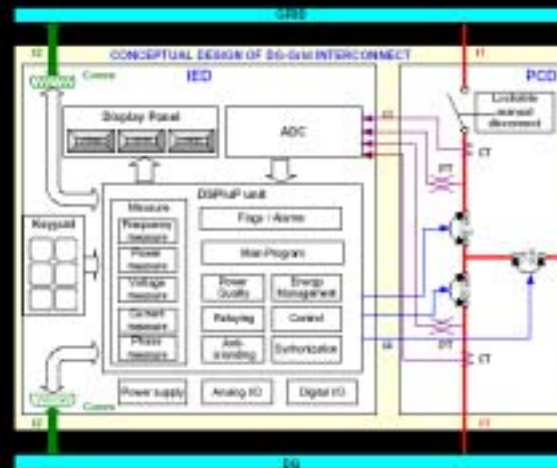 GRID
CONCEPTUAL DESIGN OF DG-Grid INTERCONNECT
IED
PCD
Comm
Display Panel
ADC
Lockable
manual
disconnect
CT
PT
DSP/uP unit
Keypad
Measure
Frequency
measure
Power
measure
Voltage
measure
Current
measure
Phase
measure
Flags / Alarms
Main Program
Power
Quality
Energy
Management
Relaying
Control
Anti-
islanding
Synchronization
PT
CT
Power supply
Analog I/O
Digital I/O
Comm
DG